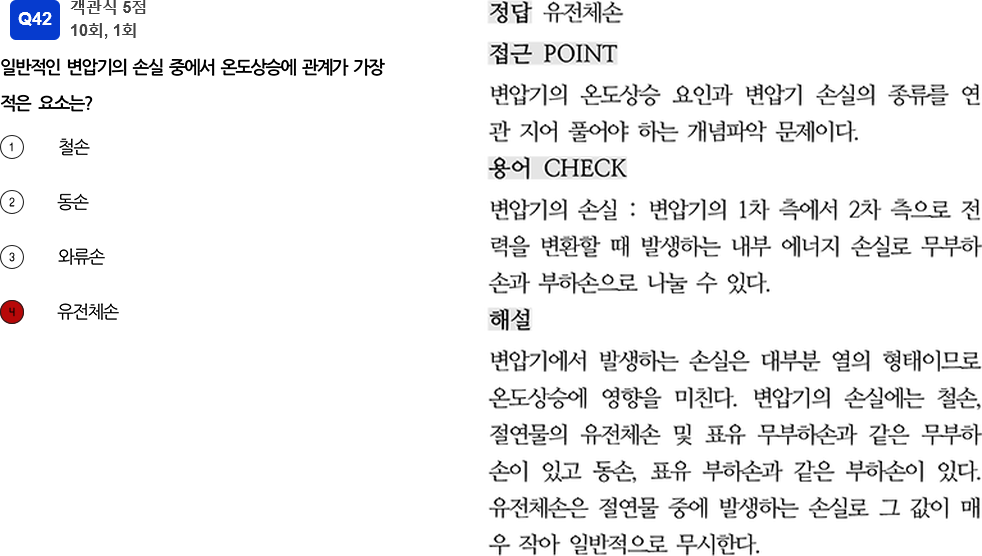 Q42
객관식 5점
10회, 1회
일반적인 변압기의 손실 중에서 온도상승에 관계가 가장
적은 요소는?
1 철손
2 동손
3 와류손
4 유전체손
정답 유전체손
접근 POINT
변압기의 온도상승 요인과 변압기 손실의 종류를 연
관 지어 풀어야 하는 개념파악 문제이다.
용어 CHECK
변압기의 손실 : 변압기의 1차 측에서 2차 측으로 전
력을 변환할 때 발생하는 내부 에너지 손실로 무부하
손과 부하손으로 나눌 수 있다.
해설
변압기에서 발생하는 손실은 대부분 열의 형태이므로
온도상승에 영향을 미친다. 변압기의 손실에는 철손,
절연물의 유전체손 및 표유 무부하손과 같은 무부하
손이 있고 동손, 표유 부하손과 같은 부하손이 있다.
유전체손은 절연물 중에 발생하는 손실로 그 값이 매
우 작아 일반적으로 무시한다.